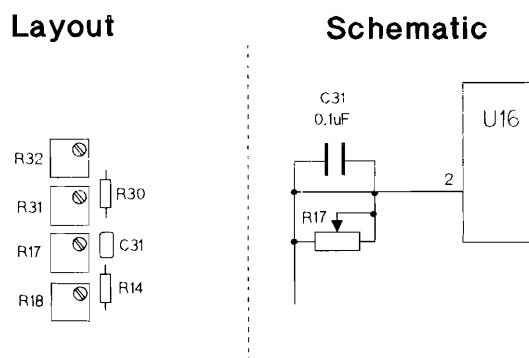 Layout
Schematic
C31
0.1uF
U16
2
R17
R32
R30
R31
R17
C31
R14
R18